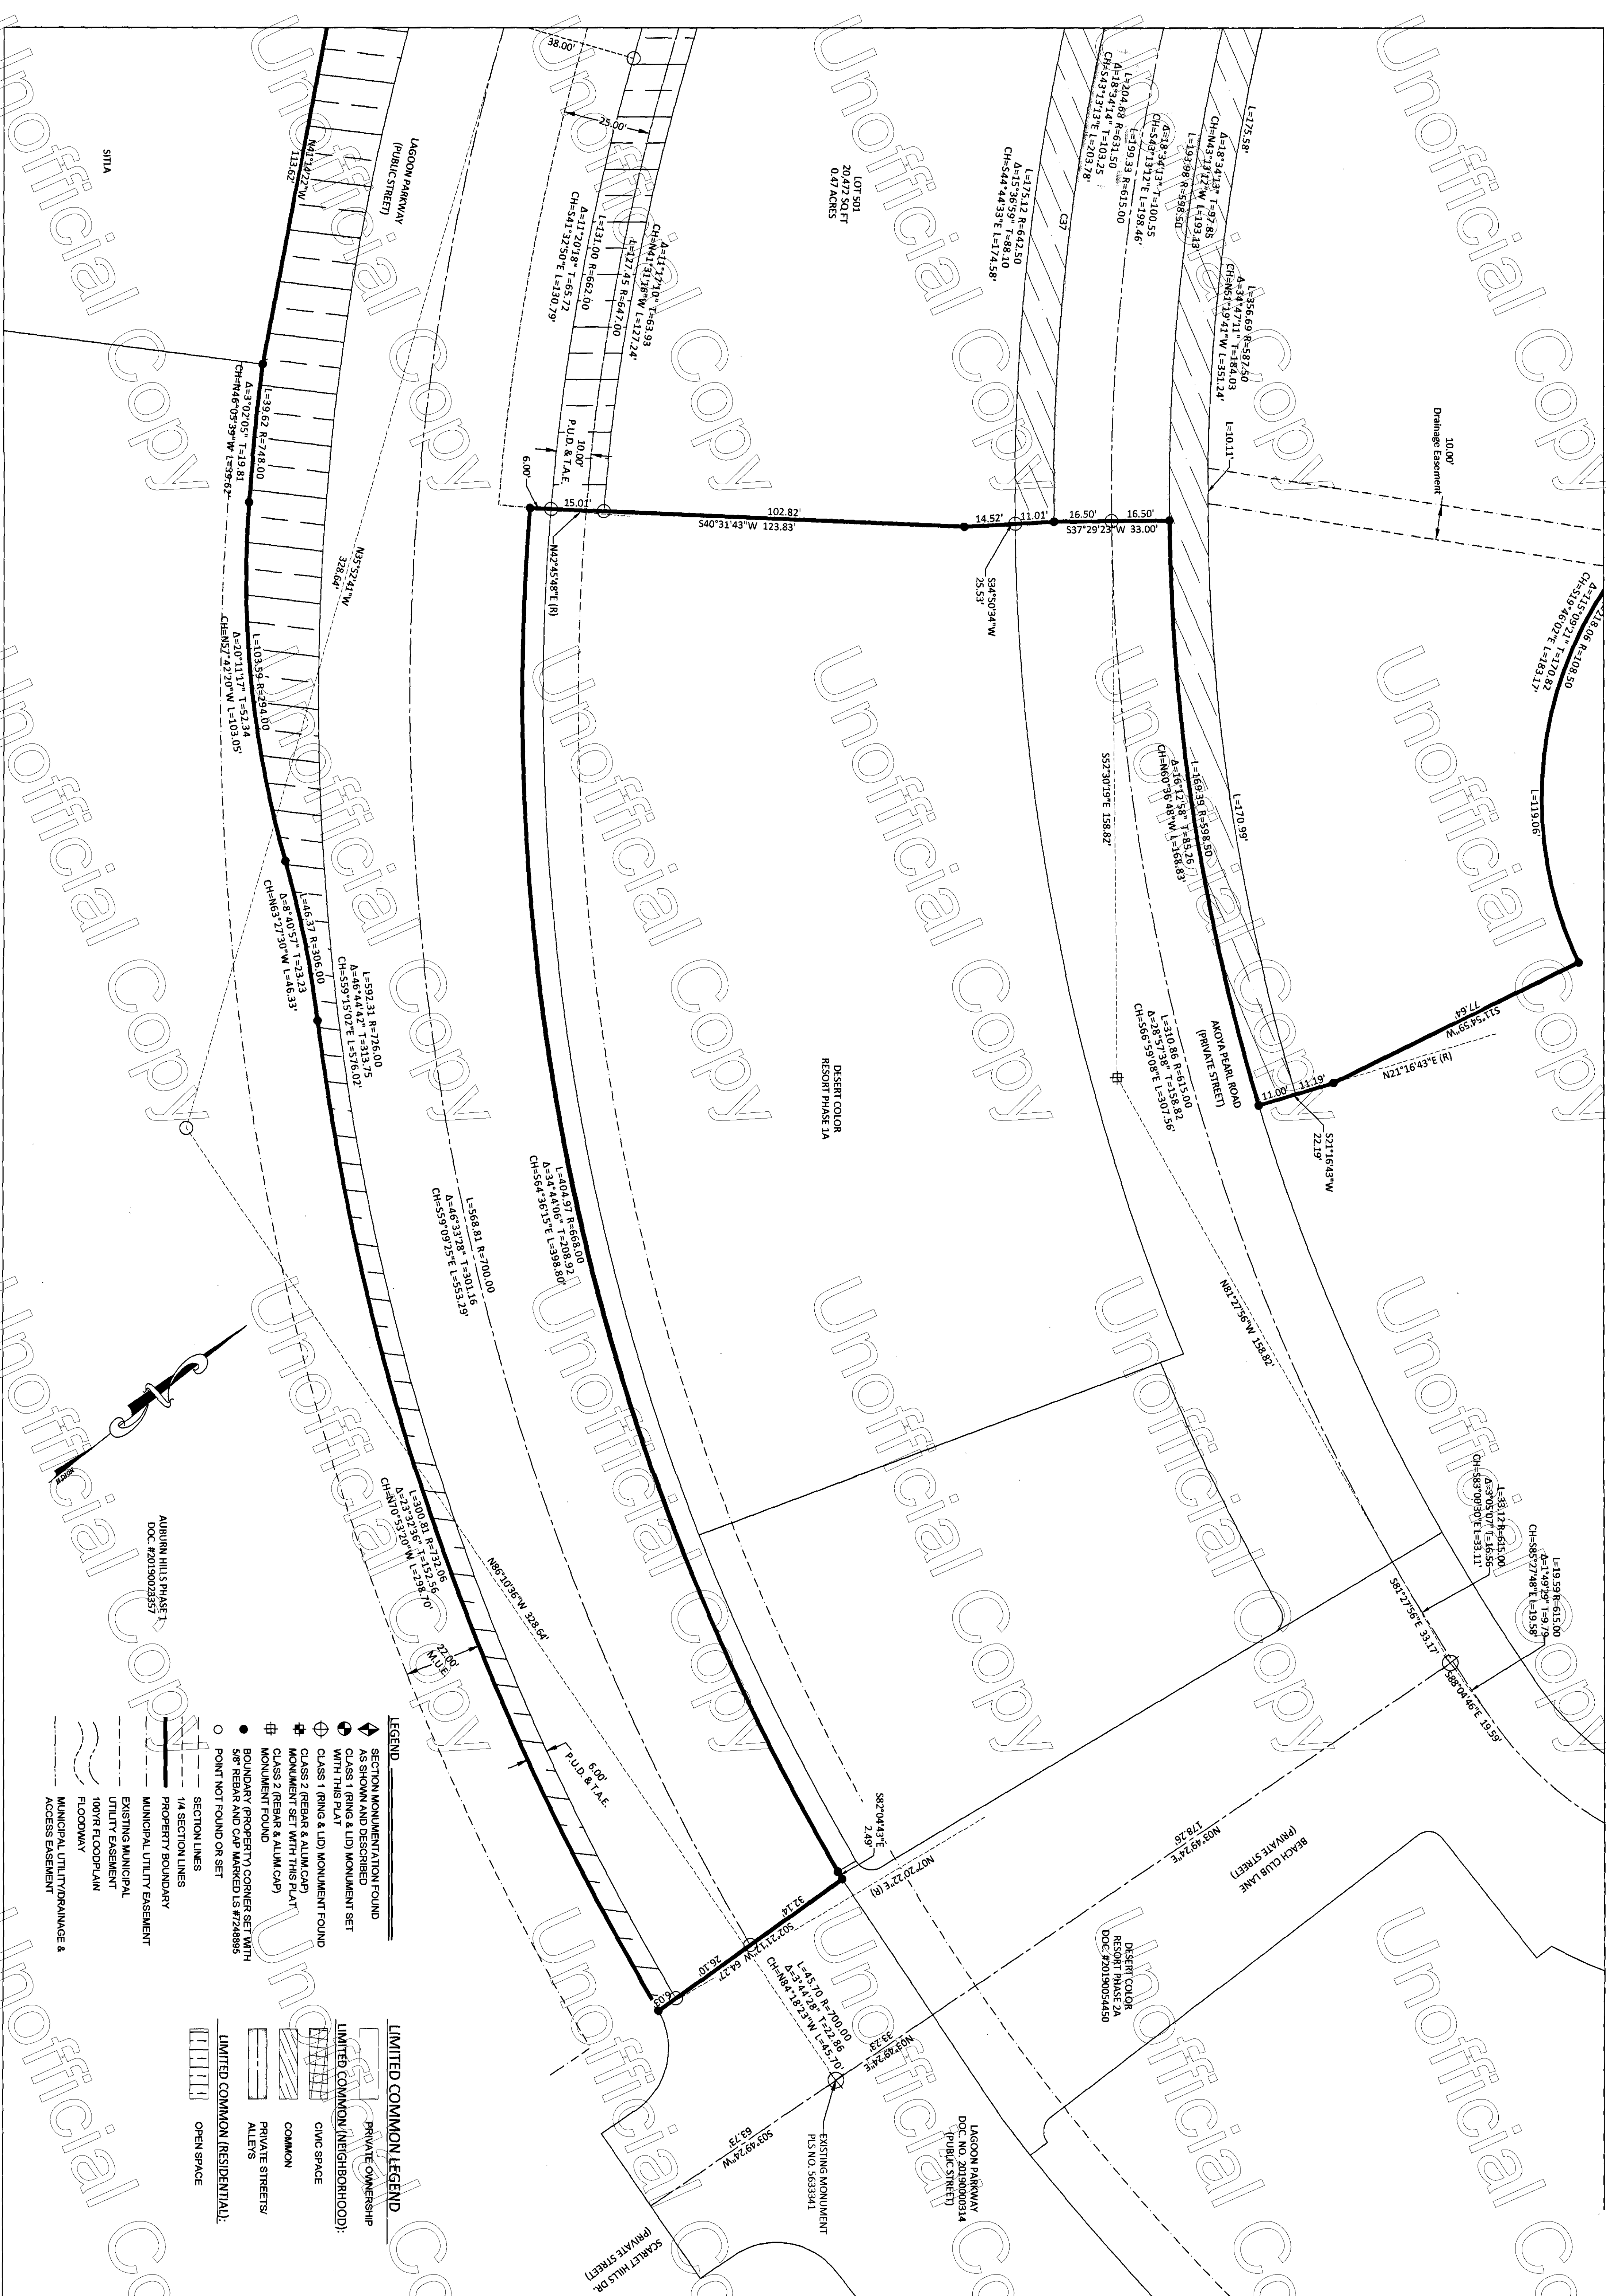 38.00'
25.00'
LAGOON PARKWAY
(PUBLIC STREET)
SITLA
N41°14'22"W
113.62'
L=175.58'
Δ=18°34'13" T=97.85
CH=N43°13'12"W L=193.13'
L=193.98 R=598.50
Δ=18°34'13" T=100.55
CH=S43°13'12"E L=198.46'
L=199.33 R=615.00
L=204.68 R=631.50
Δ=18°34'14" T=103.25
CH=S43°13'13"E L=203.78'
C37
L=175.12 R=642.50
Δ=15°36'59" T=88.10
CH=S44°44'33"E L=174.58'
LOT 501
20,472 SQ FT
0.47 ACRES
Δ=11°17'10" T=63.93
CH=N41°31'16"W L=127.24'
L=127.45 R=647.00
L=131.00 R=662.00
Δ=11°20'18" T=65.72
CH=S41°32'50"E L=130.79'
L=356.69 R=587.50
Δ=34°47'11" T=184.03
CH=N51°19'41"W L=351.24'
L=10.11'
10.00'
Drainage Easement
L=39.62 R=748.00
Δ=3°02'05" T=19.81
CH=N46°05'39"W L=39.62'
10.00'
P.U.D. & T.A.E.
6.00'
15.01'
102.82'
S40°31'43"W 123.83'
14.52'
11.01'
16.50'
16.50'
S37°29'23"W 33.00'
S34°50'34"W
25.53'
N42°45'48"E (R)
N35°52'41"W
328.64'
L=218.06 R=108.50
Δ=115°09'21" T=170.82
CH=S19°46'02"E L=183.17'
L=119.06'
L=103.59 R=294.00
Δ=20°11'17" T=52.34
CH=N57°42'20"W L=103.05'
S52°30'19"E 158.82'
L=169.39 R=598.50
Δ=16°12'58" T=85.26
CH=N60°36'48"W L=168.83'
L=170.99'
L=46.37 R=306.00
Δ=8°40'57" T=23.23
CH=N63°27'30"W L=46.33'
L=592.31 R=726.00
Δ=46°44'42" T=313.75
CH=S59°15'02"E L=576.02'
S11°54'59"W
77.64'
N21°16'43"E (R)
11.00'
11.19'
S21°16'43"W
22.19'
AKOYA PEARL ROAD
(PRIVATE STREET)
L=310.86 R=615.00
Δ=28°57'38" T=158.82
CH=S66°59'08"E L=307.56'
DESERT COLOR
RESORT PHASE 1A
L=404.97 R=668.00
Δ=34°44'06" T=208.92
CH=S64°36'15"E L=398.80'
L=568.81 R=700.00
Δ=46°33'28" T=301.16
CH=S59°09'25"E L=553.29'
N81°27'56"W 158.82'
L=33.12 R=615.00
Δ=3°05'07" T=16.56
CH=S83°00'30"E L=33.11'
L=19.59 R=615.00
Δ=1°49'29" T=9.79
CH=S85°27'48"E L=19.58'
S81°27'56"E 33.17'
S88°04'46"E 19.59'
L=300.81 R=732.06
Δ=23°32'36" T=152.56
CH=N70°53'20"W L=298.70'
N86°10'36"W 328.64'
22.00'
M.U.E.
6.00'
P.U.D. & T.A.E.
NORTH
AUBURN HILLS PHASE 1
DOC. #20190023357
S82°04'43"E
2.49'
N07°20'22"E (R)
N03°49'24"E
178.26'
BEACH CLUB LANE
(PRIVATE STREET)
DESERT COLOR
RESORT PHASE 2A
DOC. #20190054450
32.14'
S02°21'12"W 64.27'
26.10'
6.03'
L=45.70 R=700.00
Δ=3°44'28" T=22.86
CH=N84°18'23"W L=45.70'
N03°49'24"E
33.23'
S03°49'24"W
63.73'
EXISTING MONUMENT
PLS NO. 5633341
LAGOON PARKWAY
DOC. NO. 20190000314
(PUBLIC STREET)
SCARLET HILLS DR.
(PRIVATE STREET)
LEGEND
SECTION MONUMENTATION FOUND
AS SHOWN AND DESCRIBED
CLASS 1 (RING & LID) MONUMENT SET
WITH THIS PLAT
CLASS 1 (RING & LID) MONUMENT FOUND
CLASS 2 (REBAR & ALUM CAP)
MONUMENT SET WITH THIS PLAT
CLASS 2 (REBAR & ALUM CAP)
MONUMENT FOUND
BOUNDARY (PROPERTY) CORNER SET WITH
5/8" REBAR AND CAP MARKED LS #7248895
POINT NOT FOUND OR SET
SECTION LINES
1/4 SECTION LINES
PROPERTY BOUNDARY
MUNICIPAL UTILITY EASEMENT
EXISTING MUNICIPAL
UTILITY EASEMENT
100YR FLOODPLAIN
FLOODWAY
MUNICIPAL UTILITY/DRAINAGE &
ACCESS EASEMENT
LIMITED COMMON LEGEND
PRIVATE OWNERSHIP
LIMITED COMMON (NEIGHBORHOOD):
CIVIC SPACE
COMMON
PRIVATE STREETS/
ALLEYS
LIMITED COMMON (RESIDENTIAL):
OPEN SPACE
Unofficial Copy